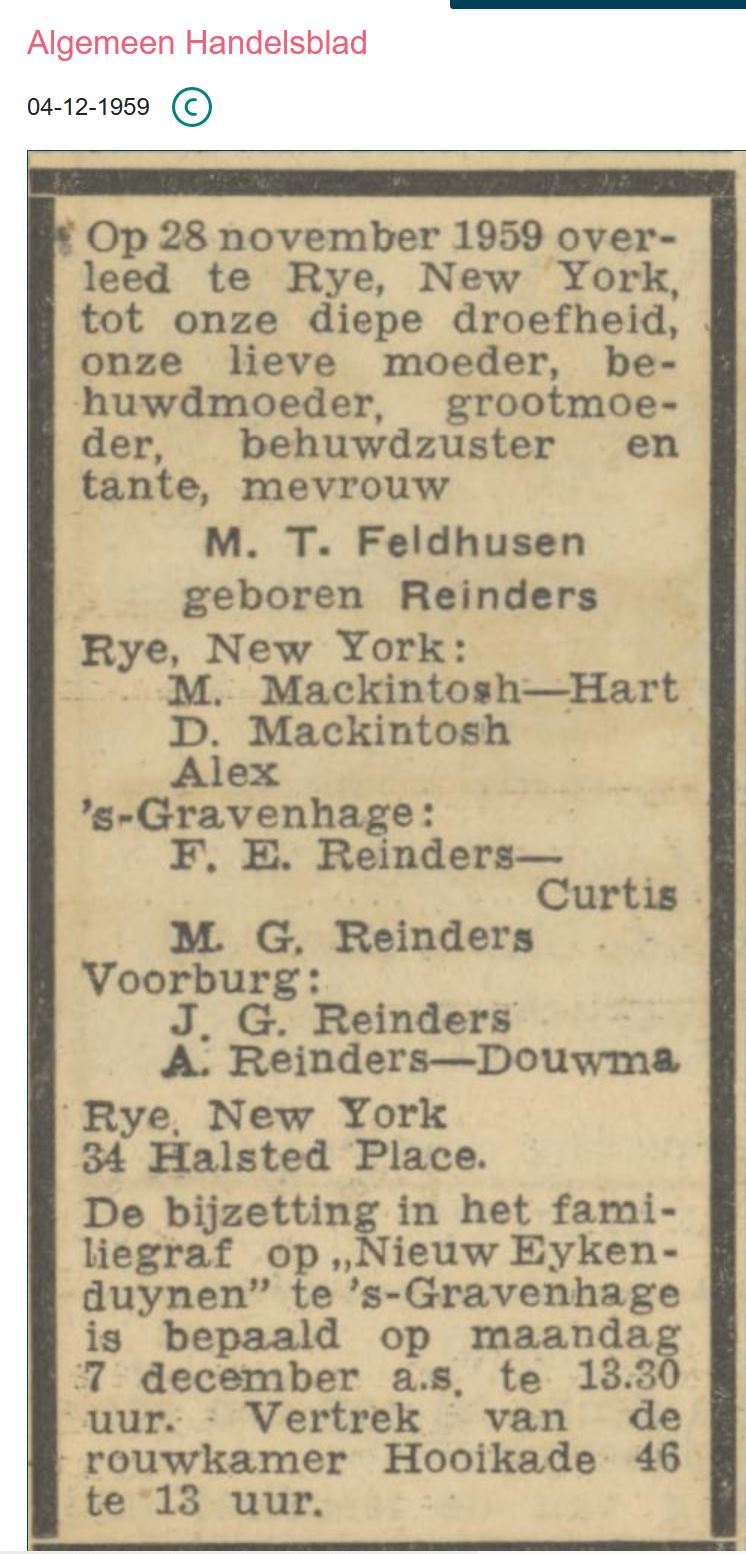 Algemeen Handelsblad
04-12-1959 C
Op 28 november 1959 over-
leed te Rye, New York,
tot onze diepe droefheid,
onze lieve moeder, be-
huwdmoeder, grootmoe-
der, behuwdzuster en
tante, mevrouw
M. T. Feldhusen
geboren Reinders
Rye, New York:
M. Mackintosh—Hart
D. Mackintosh
Alex
's-Gravenhage:
F. E. Reinders—
Curtis
M. G. Reinders
Voorburg:
J. G. Reinders
A. Reinders—Douwma
Rye, New York
34 Halsted Place.
De bijzetting in het fami-
liegraf op „Nieuw Eyken-
duynen” te 's-Gravenhage
is bepaald op maandag
7 december a.s. te 13.30
uur. Vertrek van de
rouwkamer Hooikade 46
te 13 uur.